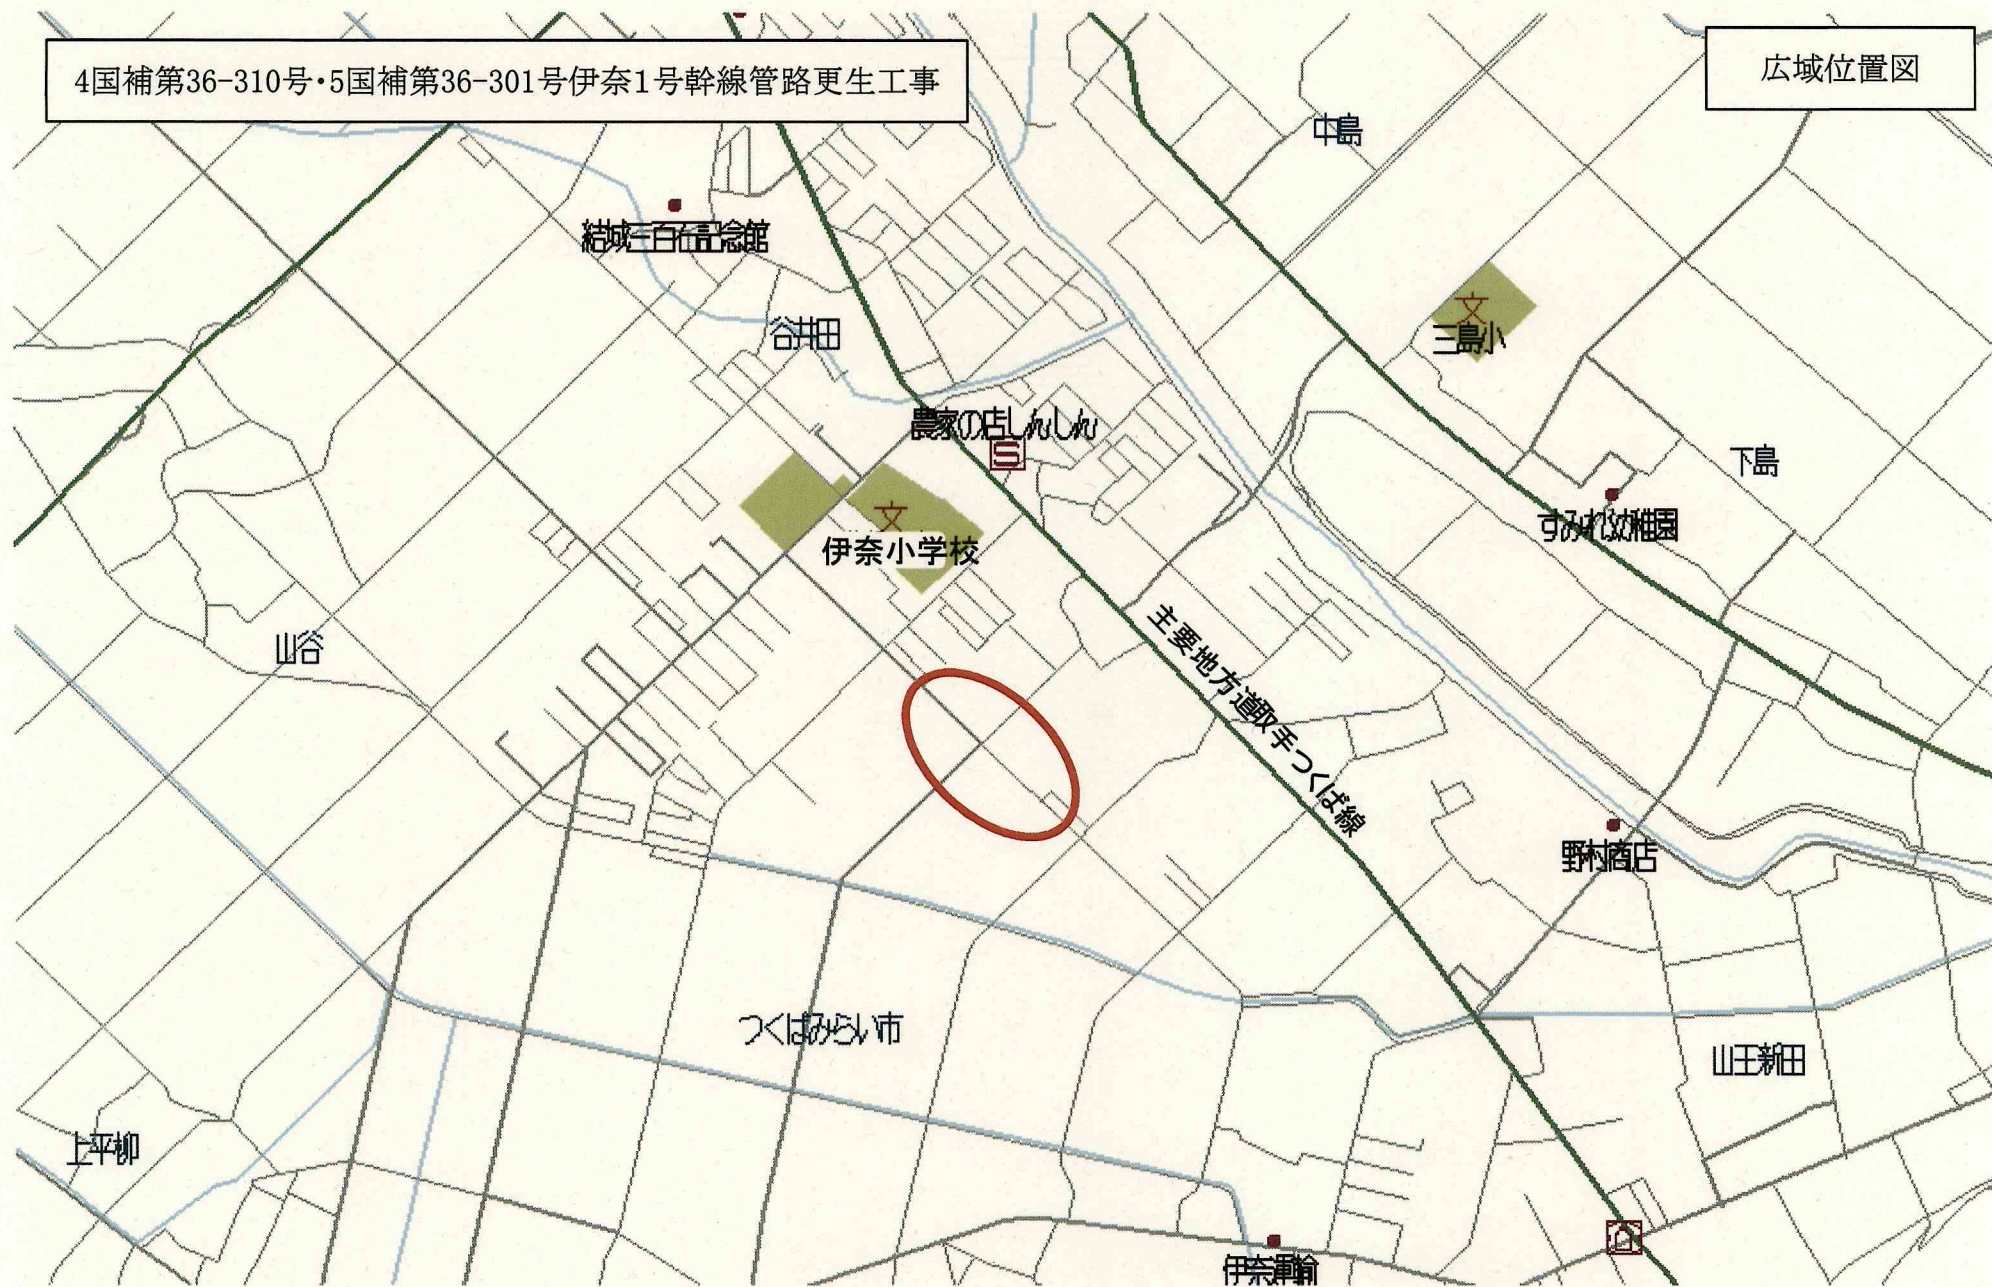 4国補第36-310号・5国補第36-301号伊奈1号幹線管路更生工事
広域位置図
中島
結城三百石記念館
谷井田
文
三島小
農家の店しんしん
S
下島
文
伊奈小学校
すみれ幼稚園
山谷
主要地方道取手つくば線
野村商店
つくばみらい市
山王新田
上平柳
伊奈運輸